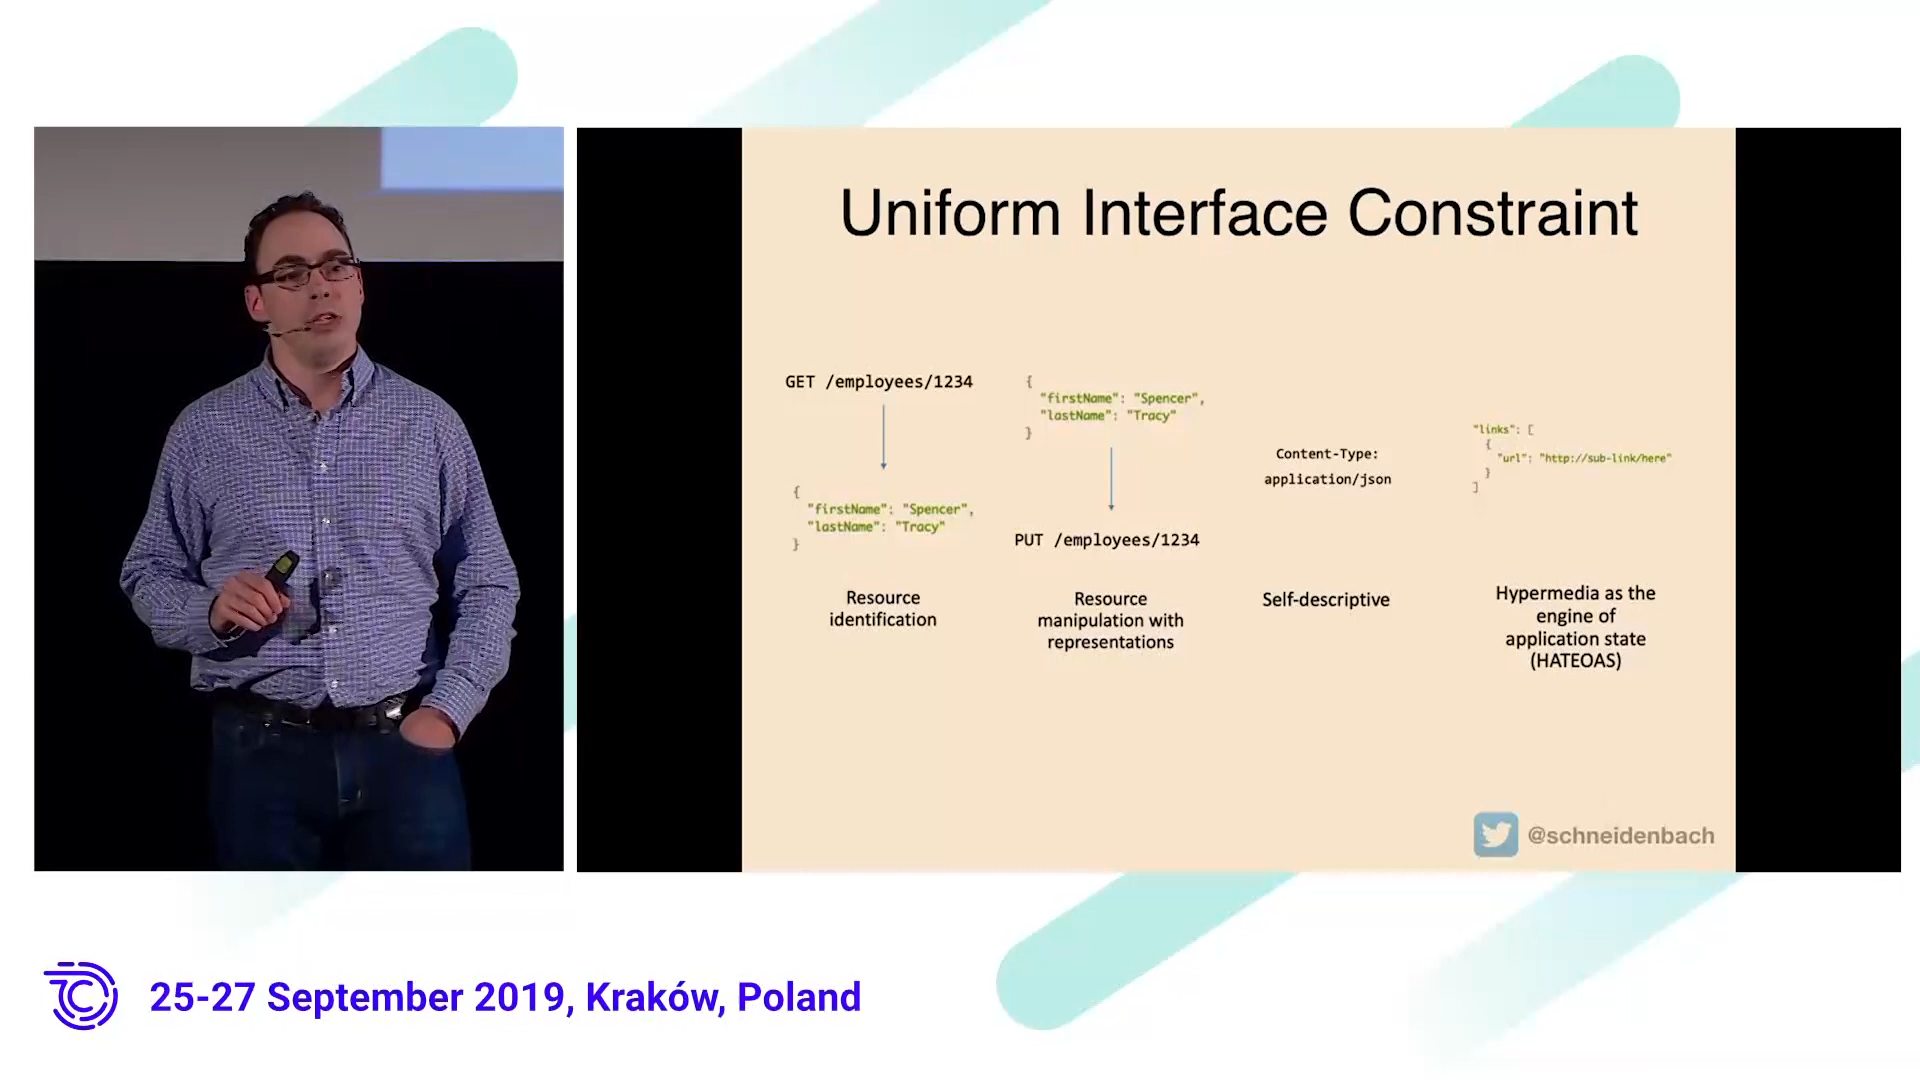 Uniform Interface Constraint
GET /employees/1234
{
"firstName": "Spencer",
"lastName": "Tracy"
}
Resource
identification
{
"firstName": "Spencer",
"lastName": "Tracy"
}
PUT /employees/1234
Resource
manipulation with
representations
Content-Type:
application/json
Self-descriptive
"links": [
{
"url": "http://sub-link/here"
}
]
Hypermedia as the
engine of
application state
(HATEOAS)
@schneidenbach
25-27 September 2019, Kraków, Poland